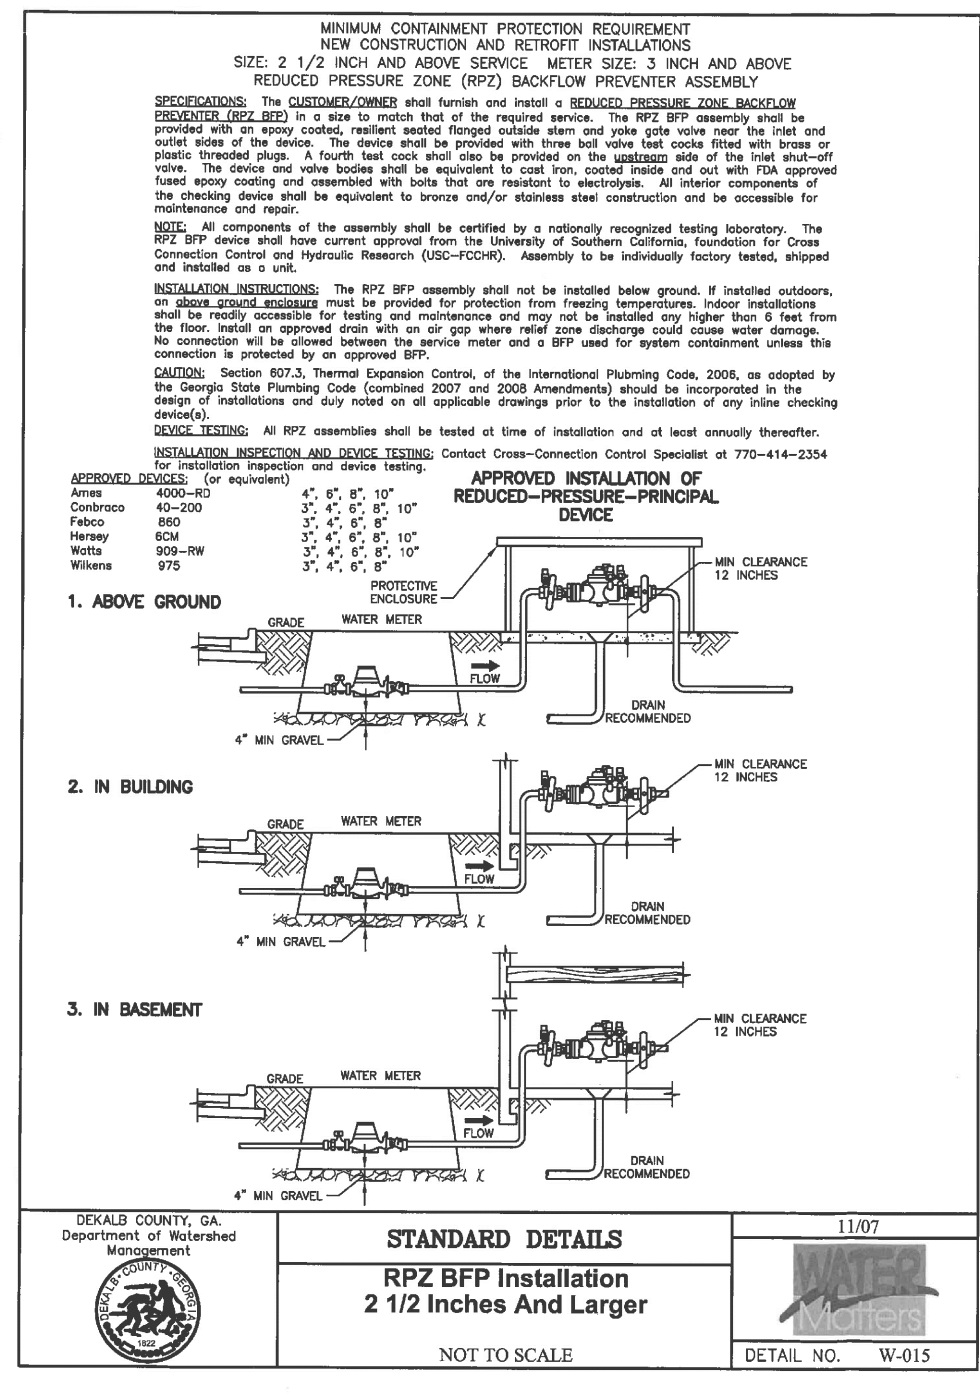 MINIMUM CONTAINMENT PROTECTION REQUIREMENT
NEW CONSTRUCTION AND RETROFIT INSTALLATIONS
SIZE: 2 1/2 INCH AND ABOVE SERVICE METER SIZE: 3 INCH AND ABOVE
REDUCED PRESSURE ZONE (RPZ) BACKFLOW PREVENTER ASSEMBLY
SPECIFICATIONS: The CUSTOMER/OWNER shall furnish and install a REDUCED PRESSURE ZONE BACKFLOW
PREVENTER (RPZ BFP) in a size to match that of the required service. The RPZ BFP assembly shall be
provided with an epoxy coated, resilient seated flanged outside stem and yoke gate valve near the inlet and
outlet sides of the device. The device shall be provided with three ball valve test cocks fitted with brass or
plastic threaded plugs. A fourth test cock shall also be provided on the upstream side of the inlet shut-off
valve. The device and valve bodies shall be equivalent to cast iron, coated inside and out with FDA approved
fused epoxy coating and assembled with bolts that are resistant to electrolysis. All interior components of
the checking device shall be equivalent to bronze and/or stainless steel construction and be accessible for
maintenance and repair.
NOTE: All components of the assembly shall be certified by a nationally recognized testing laboratory. The
RPZ BFP device shall have current approval from the University of Southern California, foundation for Cross
Connection Control and Hydraulic Research (USC-FCCHR). Assembly to be individually factory tested, shipped
and installed as a unit.
INSTALLATION INSTRUCTIONS: The RPZ BFP assembly shall not be installed below ground. If installed outdoors,
an above ground enclosure must be provided for protection from freezing temperatures. Indoor installations
shall be readily accessible for testing and maintenance and may not be installed any higher than 6 feet from
the floor. Install an approved drain with an air gap where relief zone discharge could cause water damage.
No connection will be allowed between the service meter and a BFP used for system containment unless this
connection is protected by an approved BFP.
CAUTION: Section 607.3, Thermal Expansion Control, of the International Plubming Code, 2006, as adopted by
the Georgia State Plumbing Code (combined 2007 and 2008 Amendments) should be incorporated in the
design of installations and duly noted on all applicable drawings prior to the installation of any inline checking
device(s).
DEVICE TESTING: All RPZ assemblies shall be tested at time of installation and at least annually thereafter.
INSTALLATION INSPECTION AND DEVICE TESTING: Contact Cross-Connection Control Specialist at 770-414-2354
for installation inspection and device testing.
APPROVED DEVICES: (or equivalent)
Ames 4000-RD 4", 6", 8", 10"
Conbraco 40-200 3", 4", 6", 8", 10"
Febco 860 3", 4", 6", 8"
Hersey 6CM 3", 4", 6", 8", 10"
Watts 909-RW 3", 4", 6", 8", 10"
Wilkens 975 3", 4", 6", 8"
APPROVED INSTALLATION OF
REDUCED-PRESSURE-PRINCIPAL
DEVICE
1. ABOVE GROUND
PROTECTIVE
ENCLOSURE
MIN CLEARANCE
12 INCHES
GRADE
WATER METER
FLOW
DRAIN
RECOMMENDED
4" MIN GRAVEL
2. IN BUILDING
MIN CLEARANCE
12 INCHES
GRADE
WATER METER
FLOW
DRAIN
RECOMMENDED
4" MIN GRAVEL
3. IN BASEMENT
MIN CLEARANCE
12 INCHES
GRADE
WATER METER
FLOW
DRAIN
RECOMMENDED
4" MIN GRAVEL
DEKALB COUNTY, GA.
Department of Watershed
Management
DEKALB COUNTY GEORGIA
1822
STANDARD DETAILS
RPZ BFP Installation
2 1/2 Inches And Larger
NOT TO SCALE
11/07
WATER
Matters
DETAIL NO. W-015